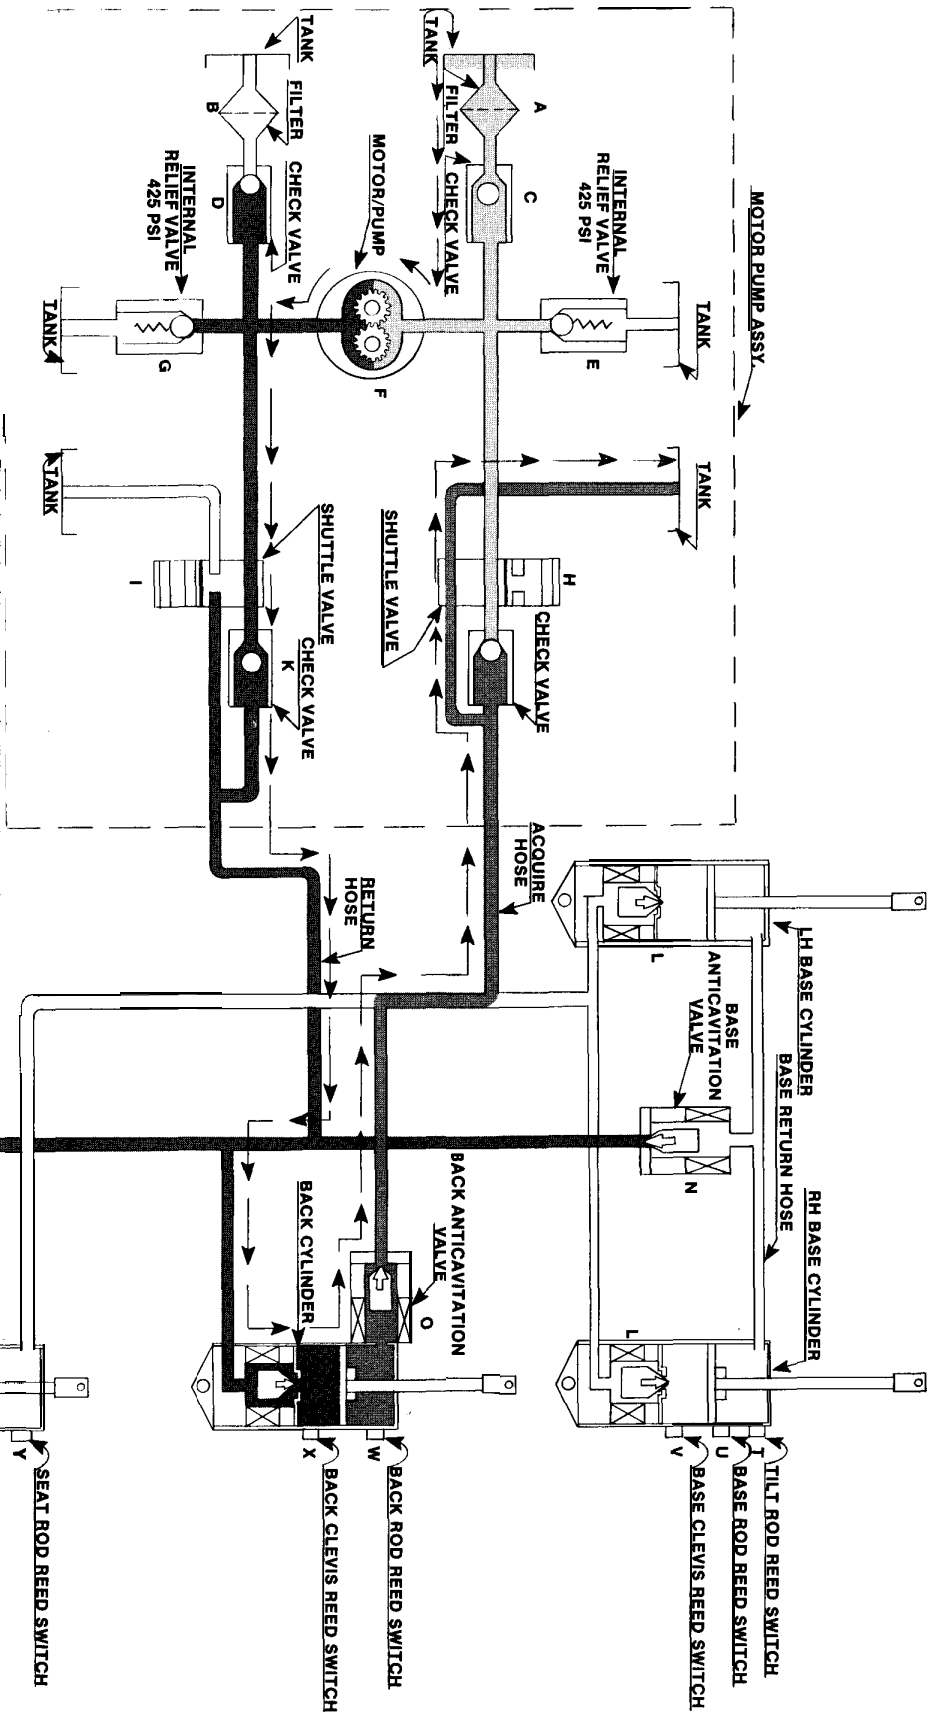 MOTOR PUMP ASSY.
TANK
TANK
INTERNAL
RELIEF VALVE
425 PSI
E
H
A
C
TANK
FILTER
CHECK VALVE
CHECK VALVE
F
MOTOR/PUMP
SHUTTLE VALVE
SHUTTLE VALVE
TANK
FILTER
B
CHECK VALVE
D
CHECK VALVE
K
INTERNAL
RELIEF VALVE
425 PSI
G
I
TANK
TANK
ACQUIRE
HOSE
RETURN
HOSE
LH BASE CYLINDER
BASE RETURN HOSE
RH BASE CYLINDER
BASE
ANTICAVITATION
VALVE
L
N
L
BACK ANTICAVITATION
VALVE
O
BACK CYLINDER
T
TILT ROD REED SWITCH
U
BASE ROD REED SWITCH
V
BASE CLEVIS REED SWITCH
W
BACK ROD REED SWITCH
X
BACK CLEVIS REED SWITCH
Y
SEAT ROD REED SWITCH